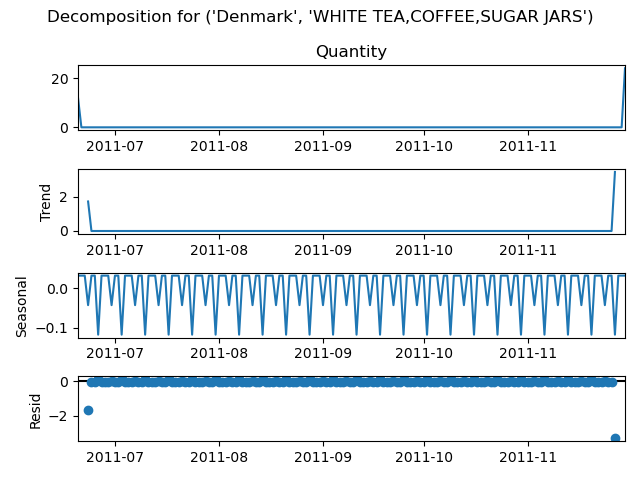 Decomposition for ('Denmark', 'WHITE TEA,COFFEE,SUGAR JARS')
Quantity
20
0
2011-07 2011-08 2011-09 2011-10 2011-11
Trend
2
0
2011-07 2011-08 2011-09 2011-10 2011-11
Seasonal
0.0
−0.1
2011-07 2011-08 2011-09 2011-10 2011-11
Resid
0
−2
2011-07 2011-08 2011-09 2011-10 2011-11